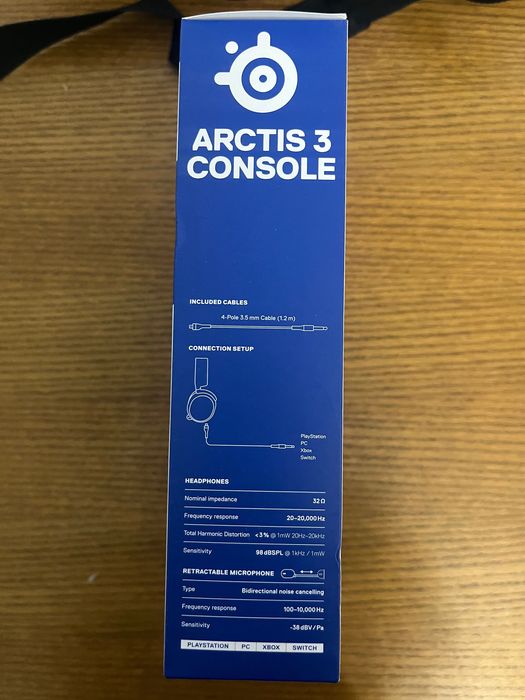 ARCTIS 3
CONSOLE
INCLUDED CABLES
4-Pole 3.5 mm Cable (1.2 m)
CONNECTION SETUP
PlayStation
PC
Xbox
Switch
HEADPHONES
Nominal impedance 32 Ω
Frequency response 20–20,000 Hz
Total Harmonic Distortion <3% @ 1mW 20Hz–20kHz
Sensitivity 98 dBSPL @ 1kHz / 1mW
RETRACTABLE MICROPHONE
Type Bidirectional noise cancelling
Frequency response 100–10,000 Hz
Sensitivity -38 dBV / Pa
PLAYSTATION PC XBOX SWITCH